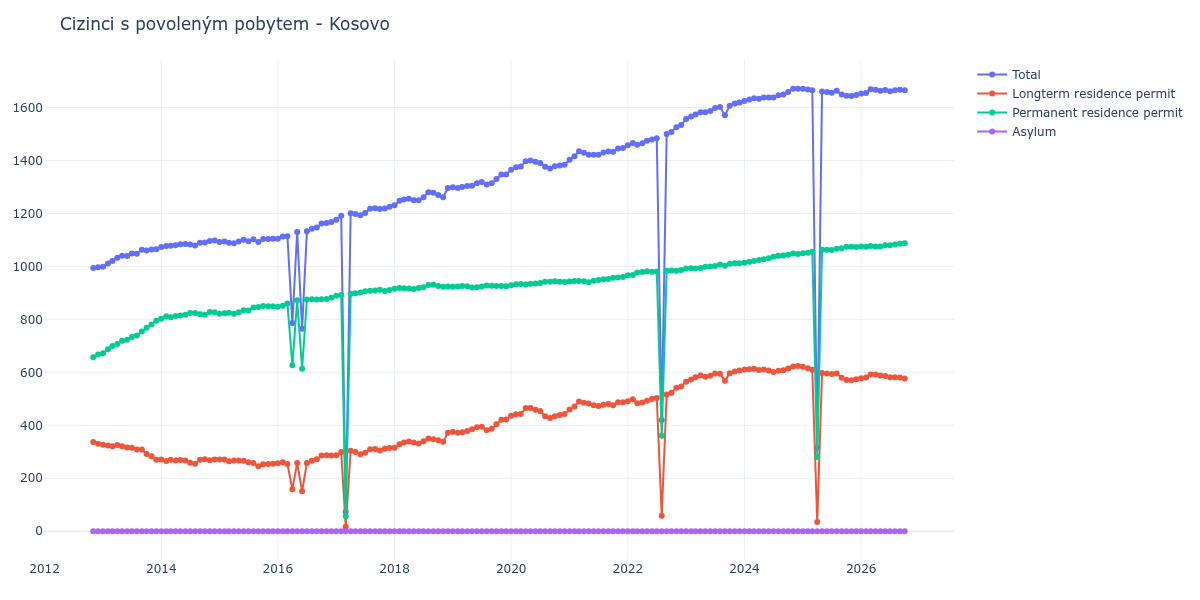 Cizinci s povoleným pobytem - Kosovo
Total
Longterm residence permit
Permanent residence permit
Asylum
1600
1400
1200
1000
800
600
400
200
0
2012 2014 2016 2018 2020 2022 2024 2026